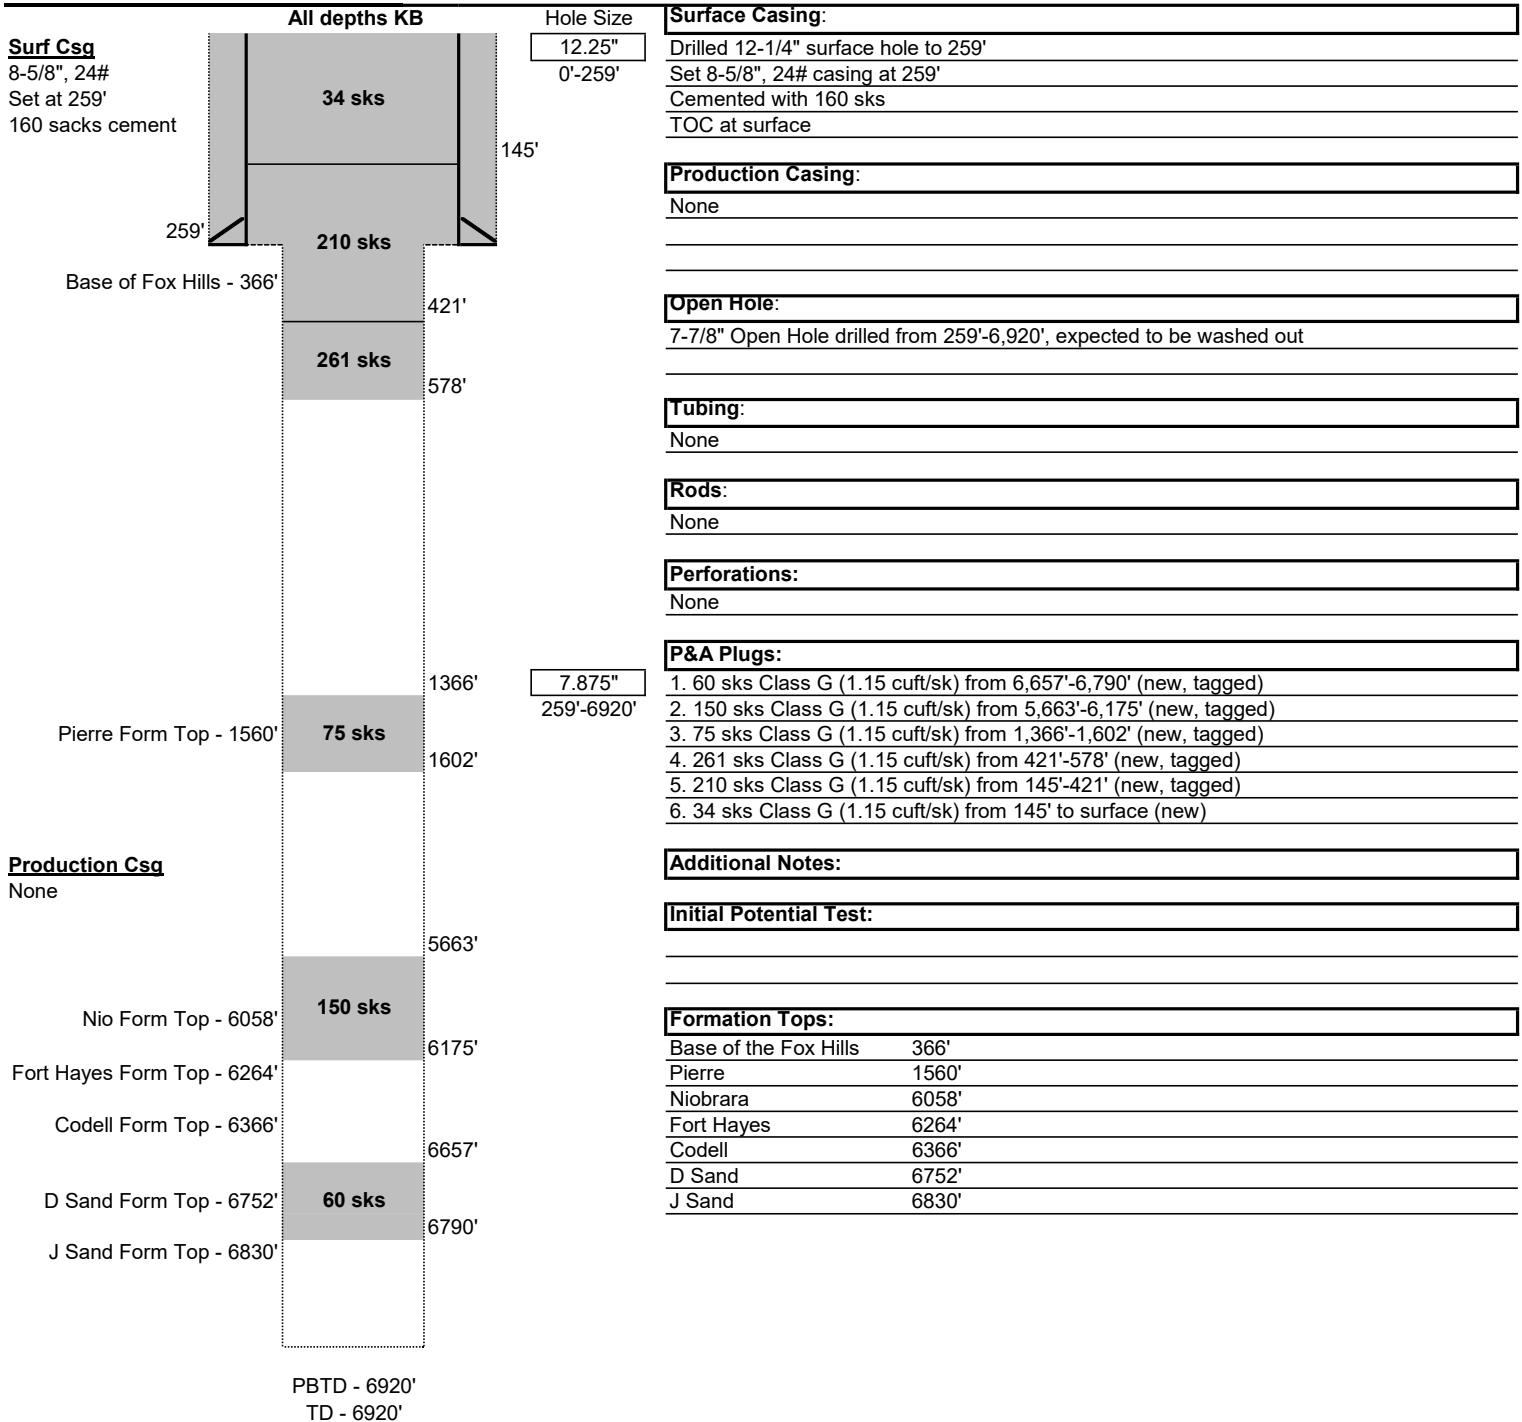 All depths KB
Hole Size
Surf Csg
8-5/8", 24#
Set at 259'
160 sacks cement
12.25"
0'-259'
34 sks
145'
259'
210 sks
Base of Fox Hills - 366'
421'
261 sks
578'
1366'
7.875"
259'-6920'
Pierre Form Top - 1560'
75 sks
1602'
Production Csg
None
5663'
150 sks
Nio Form Top - 6058'
6175'
Fort Hayes Form Top - 6264'
Codell Form Top - 6366'
6657'
D Sand Form Top - 6752'
60 sks
6790'
J Sand Form Top - 6830'
PBTD - 6920'
TD - 6920'
Surface Casing:
Drilled 12-1/4" surface hole to 259'
Set 8-5/8", 24# casing at 259'
Cemented with 160 sks
TOC at surface
Production Casing:
None
Open Hole:
7-7/8" Open Hole drilled from 259'-6,920', expected to be washed out
Tubing:
None
Rods:
None
Perforations:
None
P&A Plugs:
1. 60 sks Class G (1.15 cuft/sk) from 6,657'-6,790' (new, tagged)
2. 150 sks Class G (1.15 cuft/sk) from 5,663'-6,175' (new, tagged)
3. 75 sks Class G (1.15 cuft/sk) from 1,366'-1,602' (new, tagged)
4. 261 sks Class G (1.15 cuft/sk) from 421'-578' (new, tagged)
5. 210 sks Class G (1.15 cuft/sk) from 145'-421' (new, tagged)
6. 34 sks Class G (1.15 cuft/sk) from 145' to surface (new)
Additional Notes:
Initial Potential Test:
Formation Tops:
Base of the Fox Hills 366'
Pierre 1560'
Niobrara 6058'
Fort Hayes 6264'
Codell 6366'
D Sand 6752'
J Sand 6830'